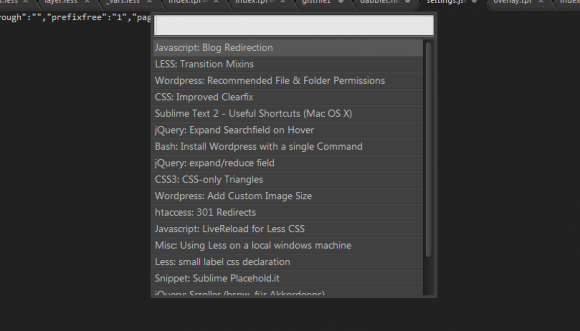 layer.less
_vars.less
index.tpl
index.tpl
gistfile1
dabblet.m
settings.js
overlay.tpl
index.tpl
rough":"","prefixfree":"1","pag
Javascript: Blog Redirection
LESS: Transition Mixins
Wordpress: Recommended File & Folder Permissions
CSS: Improved Clearfix
Sublime Text 2 - Useful Shortcuts (Mac OS X)
jQuery: Expand Searchfield on Hover
Bash: Install Wordpress with a single Command
jQuery: expand/reduce field
CSS3: CSS-only Triangles
Wordpress: Add Custom Image Size
htaccess: 301 Redirects
Javascript: LiveReload for Less CSS
Misc: Using Less on a local windows machine
Less: small label css declaration
Snippet: Sublime Placehold.it
jQuery: Scroller (bspw. für Akkordeons)